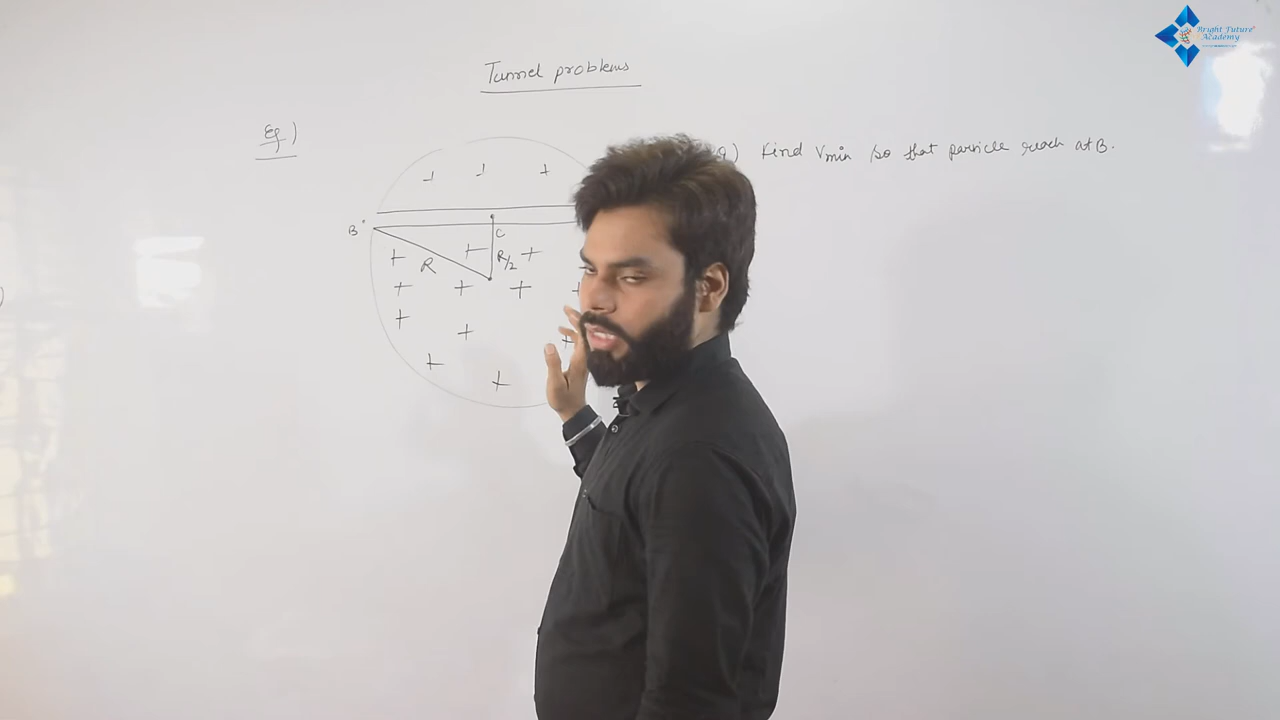 Bright Future
Academy
Tunnel problems
Eg)
Q) Find Vmin so that particle reach at B.
B
C
R
R/2